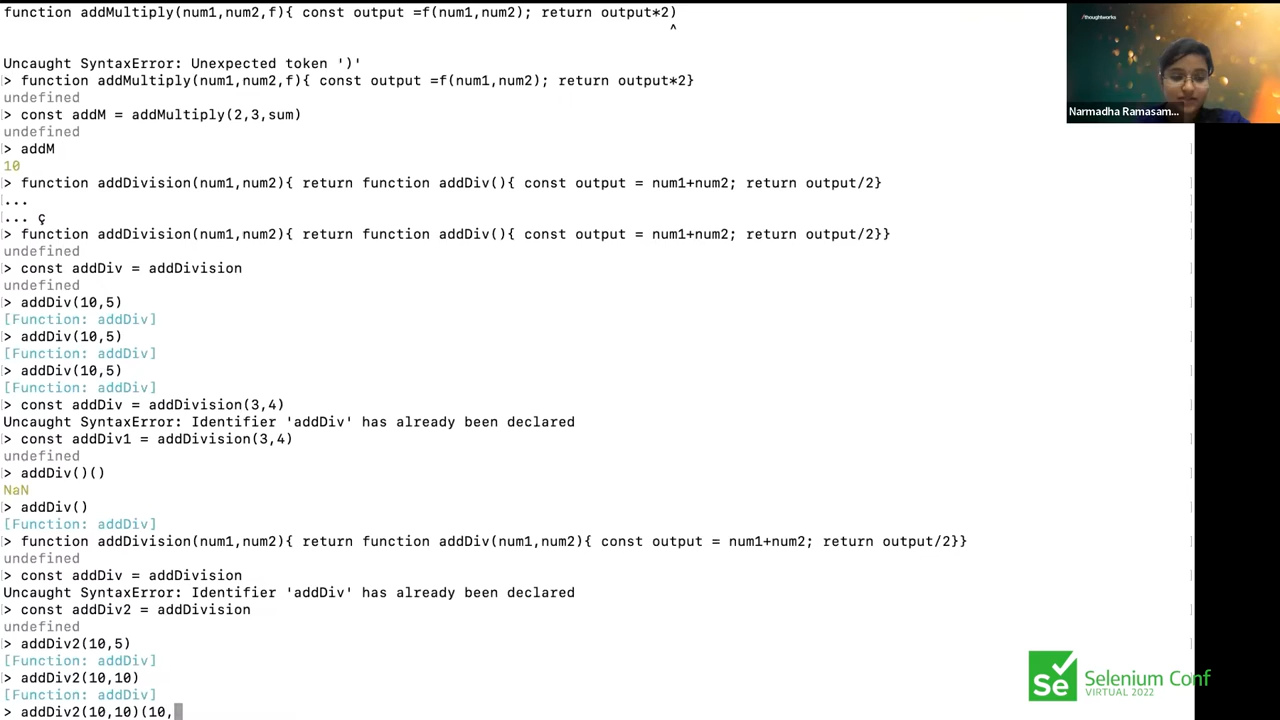 function addMultiply(num1,num2,f){ const output =f(num1,num2); return output*2)
^
Uncaught SyntaxError: Unexpected token ')'
> function addMultiply(num1,num2,f){ const output =f(num1,num2); return output*2}
undefined
> const addM = addMultiply(2,3,sum)
undefined
> addM
10
> function addDivision(num1,num2){ return function addDiv(){ const output = num1+num2; return output/2}
...
... ç
> function addDivision(num1,num2){ return function addDiv(){ const output = num1+num2; return output/2}}
undefined
> const addDiv = addDivision
undefined
> addDiv(10,5)
[Function: addDiv]
> addDiv(10,5)
[Function: addDiv]
> addDiv(10,5)
[Function: addDiv]
> const addDiv = addDivision(3,4)
Uncaught SyntaxError: Identifier 'addDiv' has already been declared
> const addDiv1 = addDivision(3,4)
undefined
> addDiv()()
NaN
> addDiv()
[Function: addDiv]
> function addDivision(num1,num2){ return function addDiv(num1,num2){ const output = num1+num2; return output/2}}
undefined
> const addDiv = addDivision
Uncaught SyntaxError: Identifier 'addDiv' has already been declared
> const addDiv2 = addDivision
undefined
> addDiv2(10,5)
[Function: addDiv]
> addDiv2(10,10)
[Function: addDiv]
> addDiv2(10,10)(10,
/thoughtworks
Narmadha Ramasam...
Se
Selenium Conf
VIRTUAL 2022